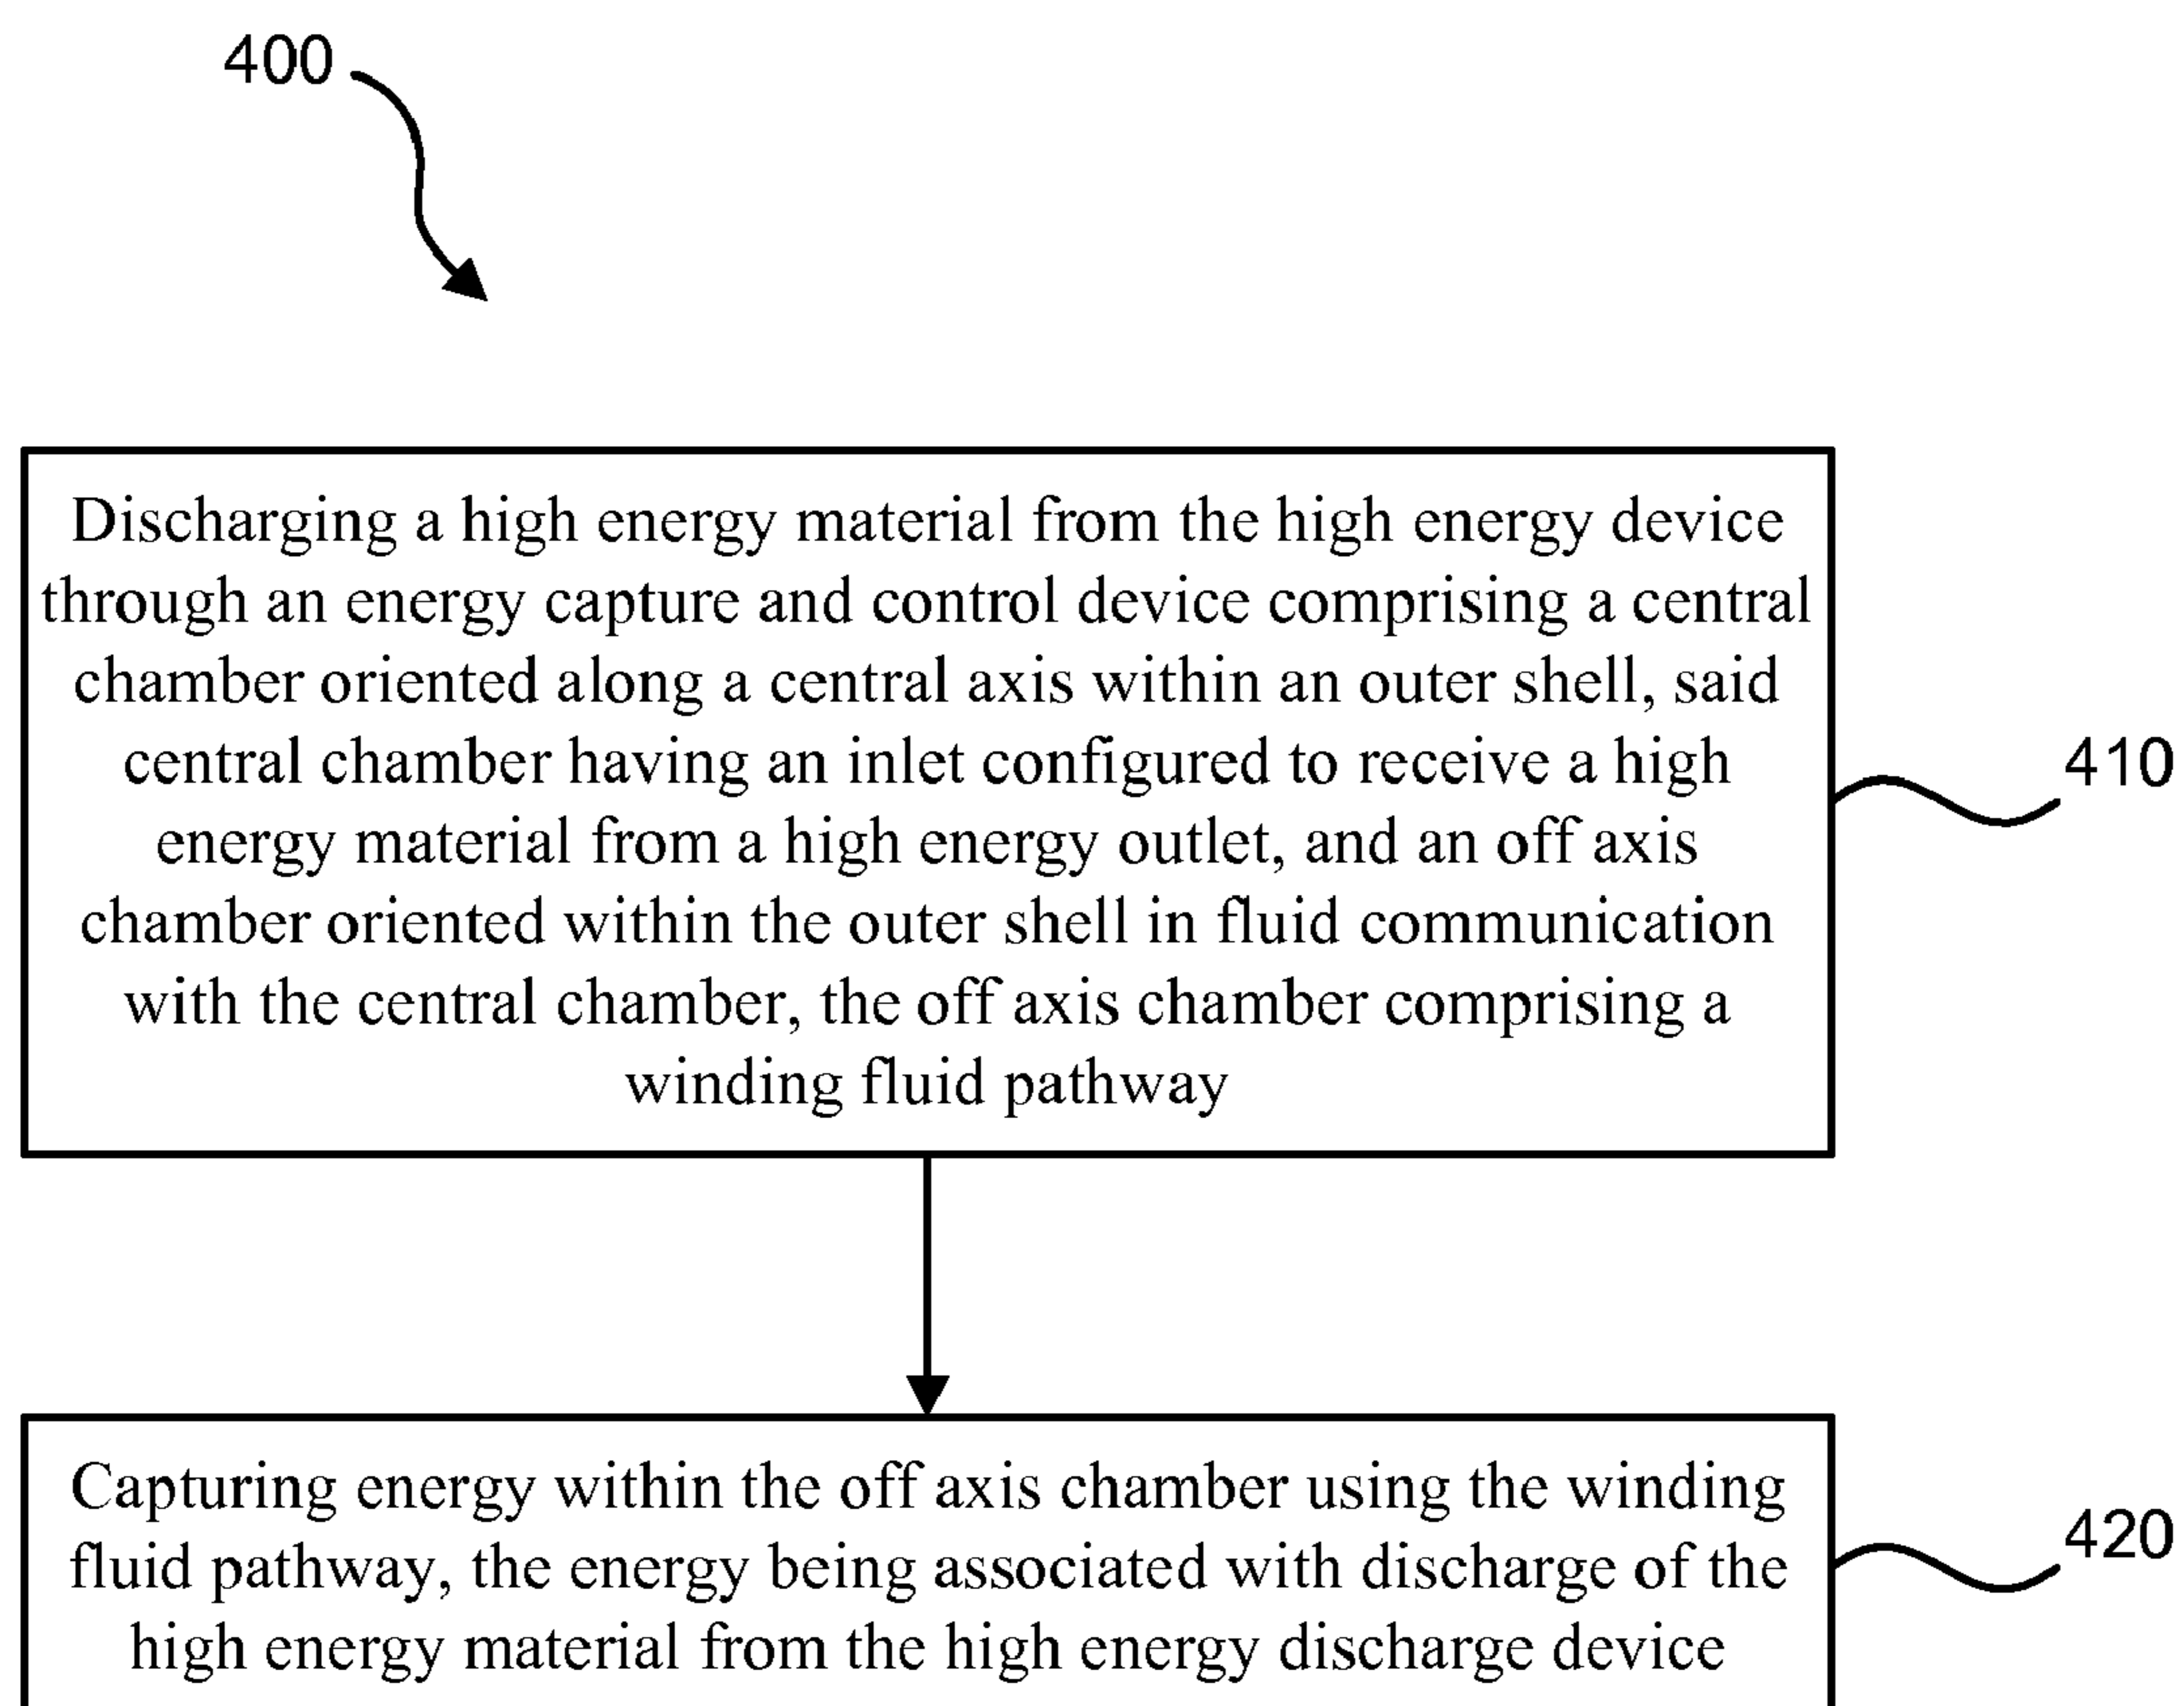 400
Discharging a high energy material from the high energy device
through an energy capture and control device comprising a central
chamber oriented along a central axis within an outer shell, said
central chamber having an inlet configured to receive a high
energy material from a high energy outlet, and an off axis
chamber oriented within the outer shell in fluid communication
with the central chamber, the off axis chamber comprising a
winding fluid pathway
410
Capturing energy within the off axis chamber using the winding
fluid pathway, the energy being associated with discharge of the
high energy material from the high energy discharge device
420